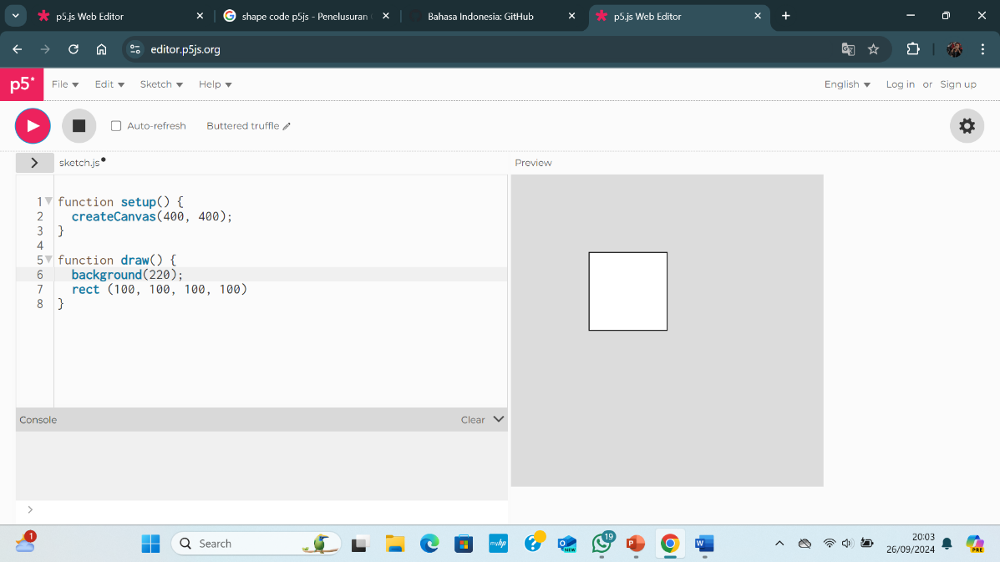 p5.js Web Editor
shape code p5js - Penelusuran
Bahasa Indonesia: GitHub
p5.js Web Editor
editor.p5js.org
p5*
File
Edit
Sketch
Help
English
Log in or Sign up
Auto-refresh
Buttered truffle
sketch.js
Preview
1 function setup() {
2 createCanvas(400, 400);
3 }
4
5 function draw() {
6 background(220);
7 rect (100, 100, 100, 100)
8 }
Console
Clear
>
1
Search
myhp
NEW
19
P
W
20:03
26/09/2024
PRE